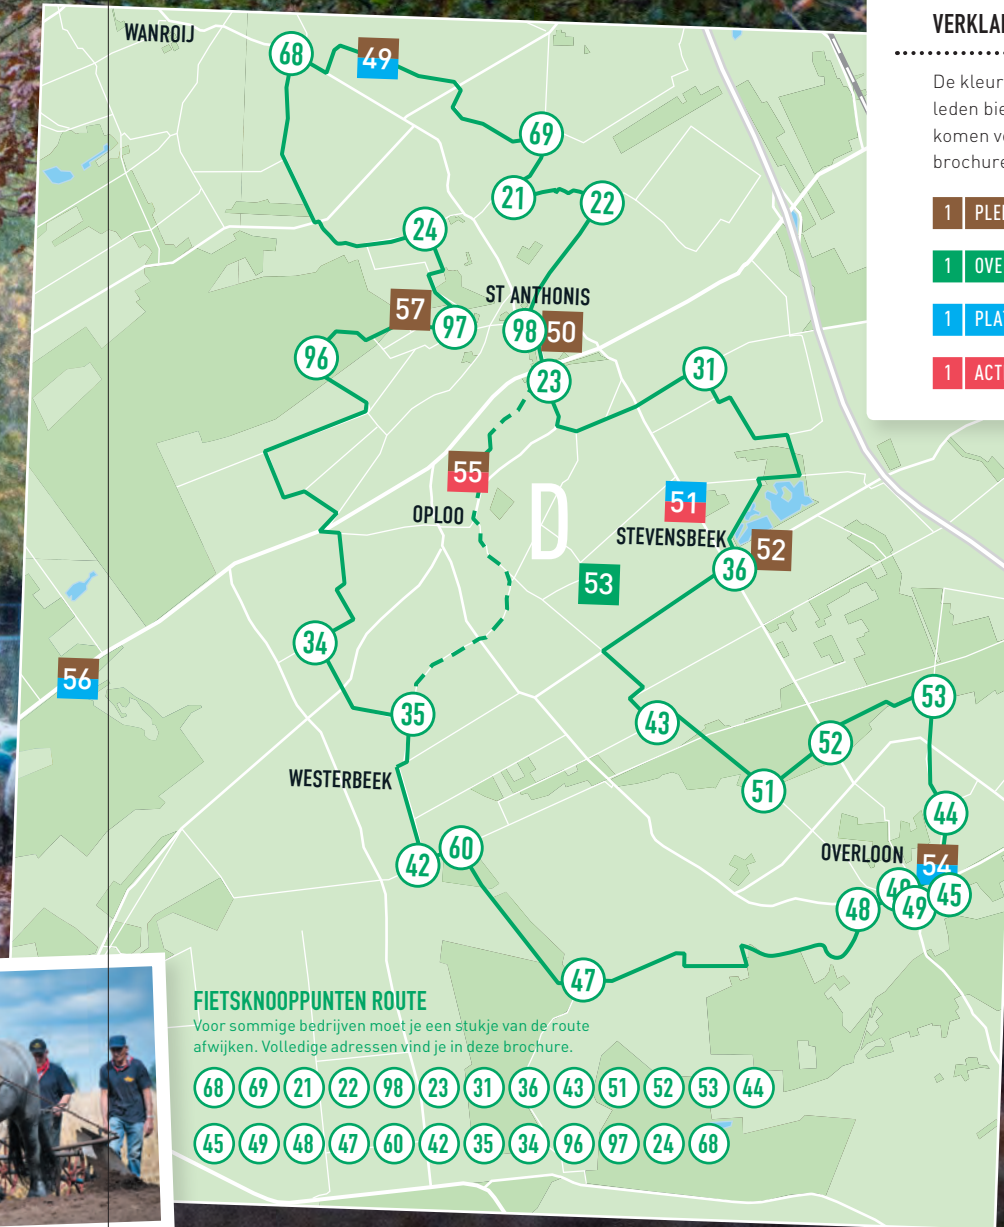 WANROIJ
68
49
69
21
22
24
57
97
ST ANTHONIS
98
50
96
23
31
55
OPLOO
D
51
STEVENSBEEK
52
36
53
34
56
35
43
53
52
WESTERBEEK
51
44
60
42
OVERLOON
54
45
48
49
47
VERKLA
De kleur
leden bie
komen v
brochure
1 PLE
1 OVE
1 PLA
1 ACT
FIETSKNOOPPUNTEN ROUTE
Voor sommige bedrijven moet je een stukje van de route
afwijken. Volledige adressen vind je in deze brochure.
68 69 21 22 98 23 31 36 43 51 52 53 44
45 49 48 47 60 42 35 34 96 97 24 68